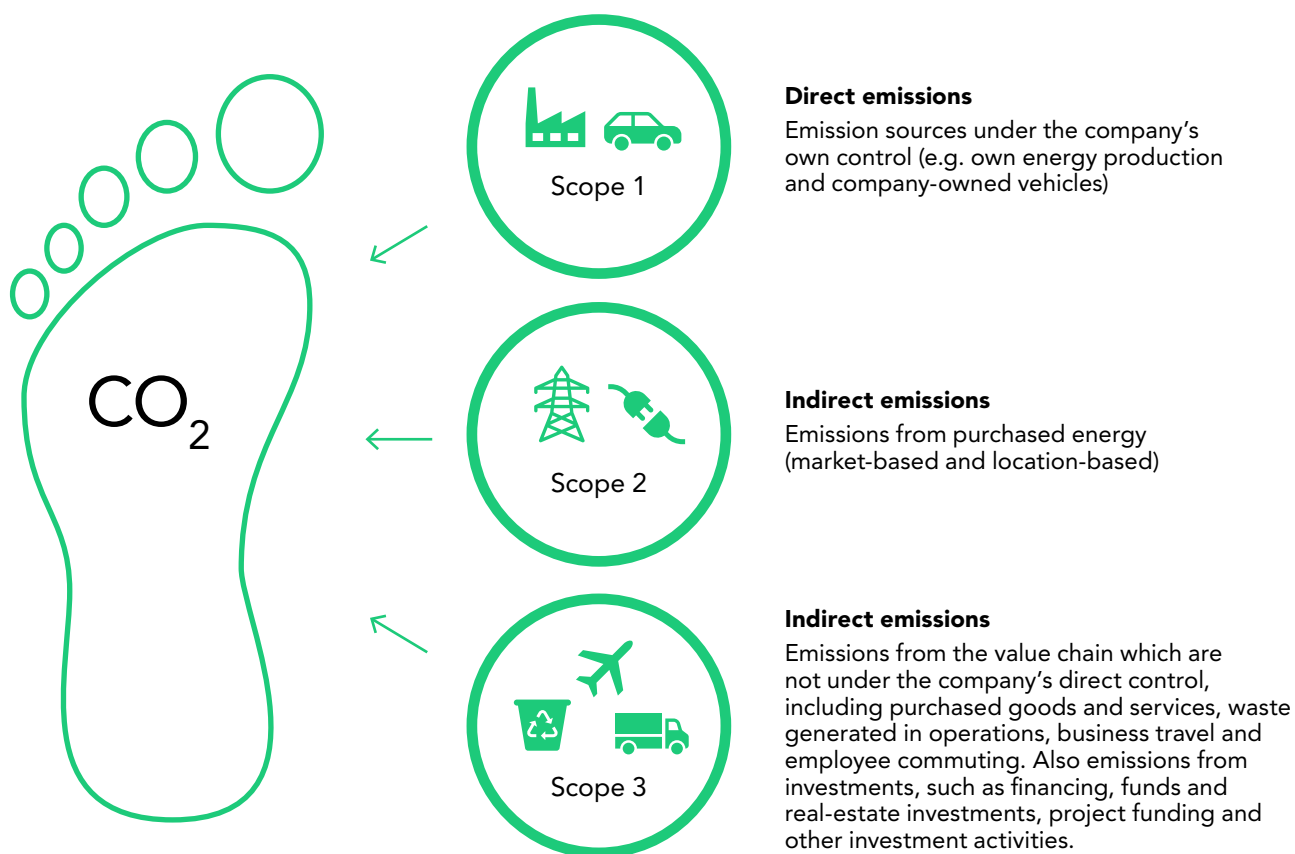 CO2
Scope 1
Direct emissions
Emission sources under the company's
own control (e.g. own energy production
and company-owned vehicles)
Scope 2
Indirect emissions
Emissions from purchased energy
(market-based and location-based)
Scope 3
Indirect emissions
Emissions from the value chain which are
not under the company's direct control,
including purchased goods and services, waste
generated in operations, business travel and
employee commuting. Also emissions from
investments, such as financing, funds and
real-estate investments, project funding and
other investment activities.